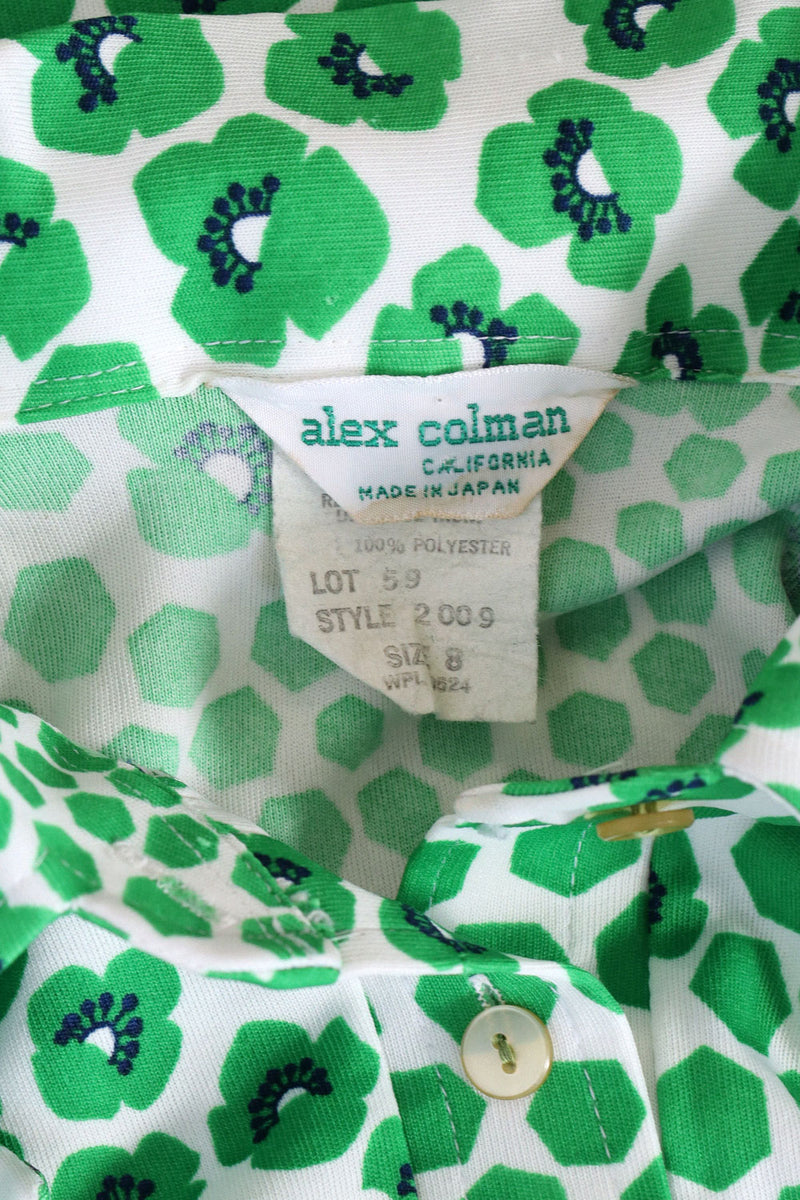 alex colman
CALIFORNIA
MADE IN JAPAN
100% POLYESTER
LOT 59
STYLE 2009
SIZE 8